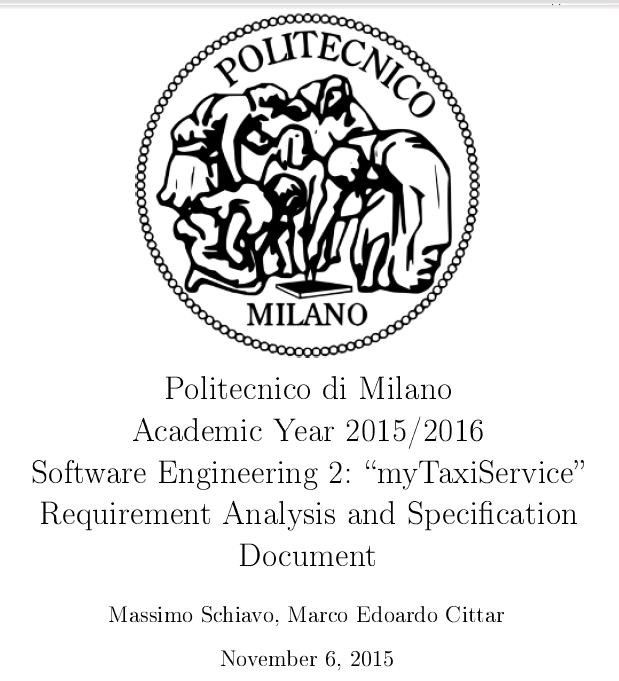 POLITECNICO
MILANO
Politecnico di Milano
Academic Year 2015/2016
Software Engineering 2: “myTaxiService”
Requirement Analysis and Specification
Document
Massimo Schiavo, Marco Edoardo Cittar
November 6, 2015